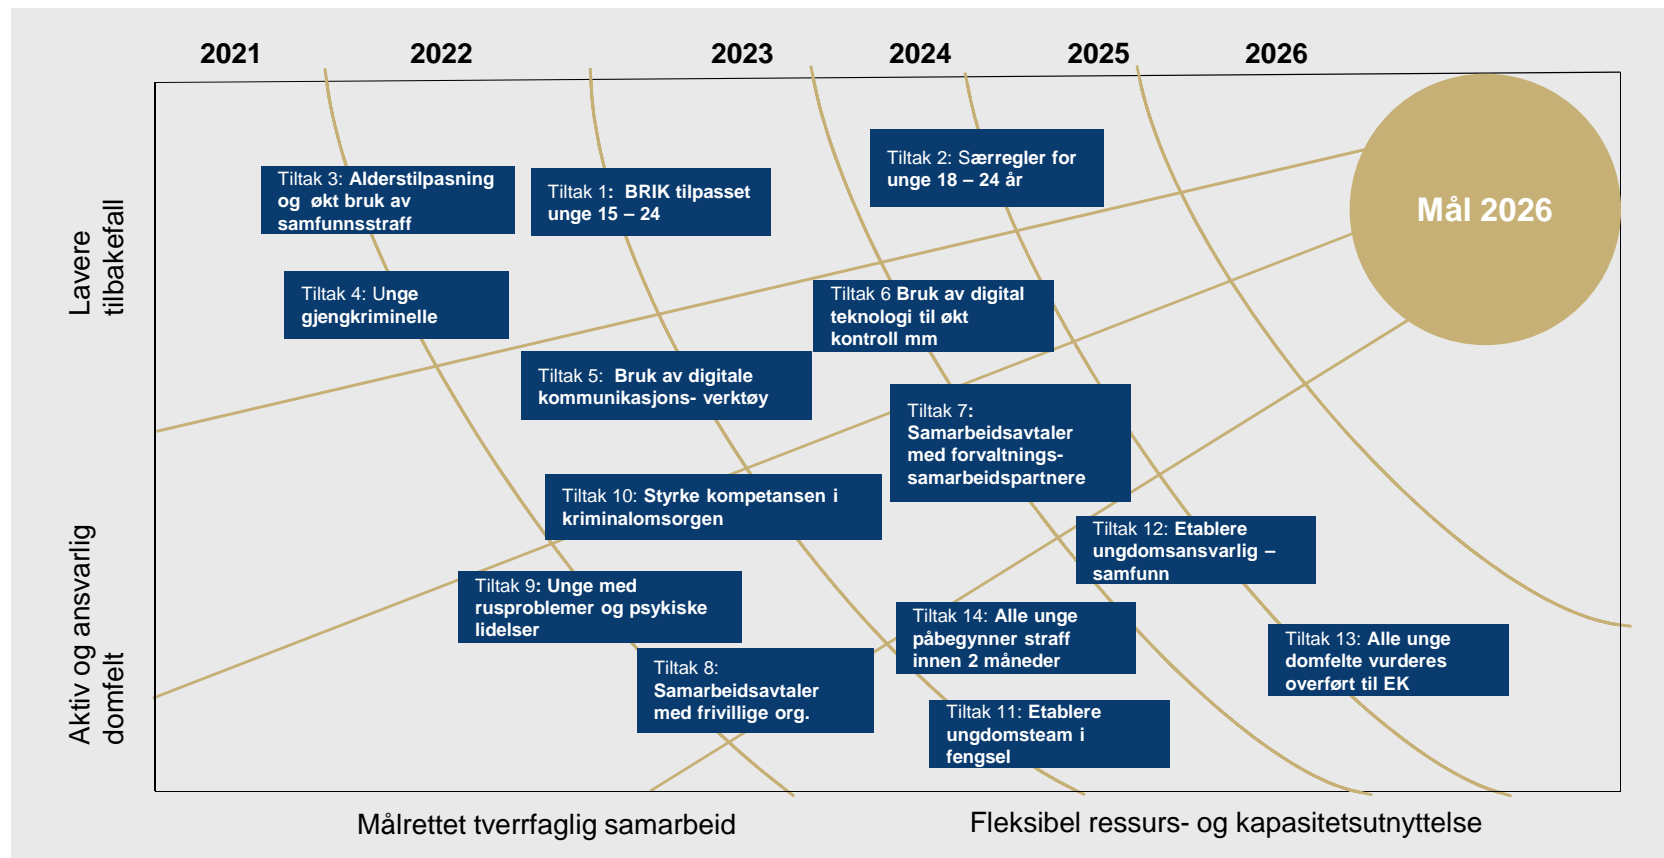 2021 2022 2023 2024 2025 2026
Tiltak 2: Særregler for
unge 18 – 24 år
Mål 2026
Tiltak 3: Alderstilpasning
og økt bruk av
samfunnsstraff
Tiltak 1: BRIK tilpasset
unge 15 – 24
Lavere
tilbakefall
Tiltak 4: Unge
gjengkriminelle
Tiltak 6 Bruk av digital
teknologi til økt
kontroll mm
Tiltak 5: Bruk av digitale
kommunikasjons- verktøy
Tiltak 7:
Samarbeidsavtaler
med forvaltnings-
samarbeidspartnere
Tiltak 10: Styrke kompetansen i
kriminalomsorgen
Tiltak 12: Etablere
ungdomsansvarlig –
samfunn
Aktiv og ansvarlig
domfelt
Tiltak 9: Unge med
rusproblemer og psykiske
lidelser
Tiltak 14: Alle unge
påbegynner straff
innen 2 måneder
Tiltak 13: Alle unge
domfelte vurderes
overført til EK
Tiltak 8:
Samarbeidsavtaler
med frivillige org.
Tiltak 11: Etablere
ungdomsteam i
fengsel
Målrettet tverrfaglig samarbeid
Fleksibel ressurs- og kapasitetsutnyttelse